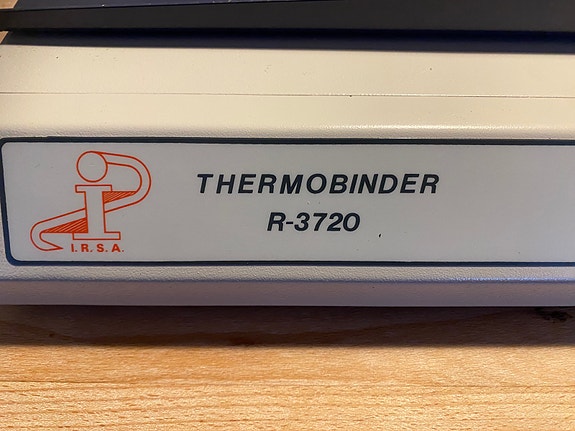 THERMOBINDER
R-3720
I.R.S.A.